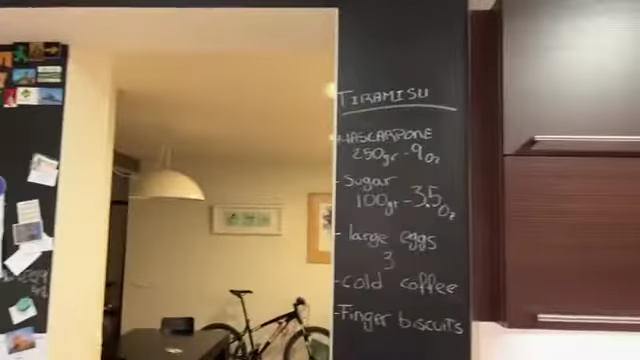 TIRAMISU
-MASCARPONE
250gr-9oz
-Sugar
100gr-3.5oz
-large eggs
3
-cold coffee
-Finger biscuits